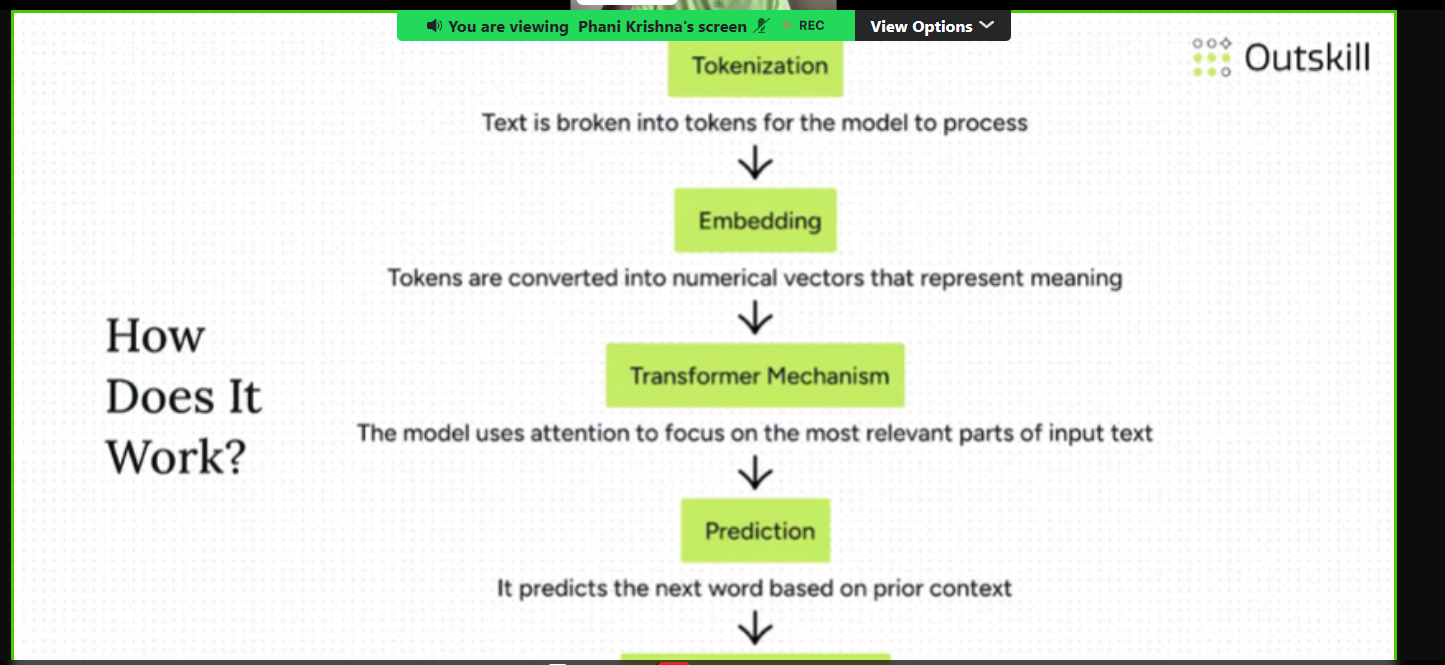 You are viewing Phani Krishna's screen REC View Options
Outskill
Tokenization
Text is broken into tokens for the model to process
Embedding
Tokens are converted into numerical vectors that represent meaning
How
Does It
Work?
Transformer Mechanism
The model uses attention to focus on the most relevant parts of input text
Prediction
It predicts the next word based on prior context